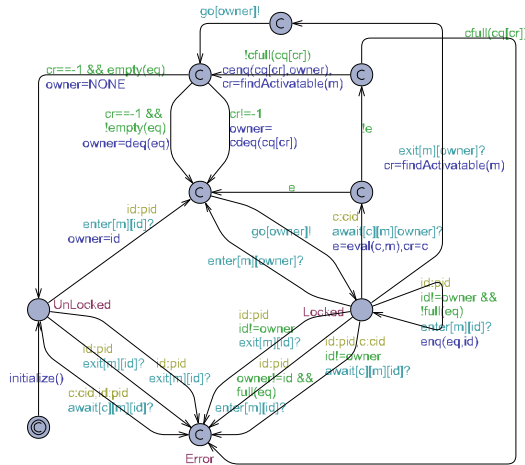 go[owner]!
cfull(cq[cr])
!cfull(cq[cr])
cenq(cq[cr],owner),
cr=findActivatable(m)
cr==-1 && empty(eq)
owner=NONE
cr==-1 &&
!empty(eq)
owner=deq(eq)
cr!=-1
owner=
cdeq(cq[cr])
!e
exit[m][owner]?
cr=findActivatable(m)
e
id:pid
enter[m][id]?
owner=id
c:cid
await[c][m][owner]?
e=eval(c,m),cr=c
go[owner]!
enter[m][owner]?
UnLocked
Locked
id:pid
id!=owner &&
!full(eq)
enter[m][id]?
enq(eq,id)
id:pid
id!=owner
exit[m][id]?
id:pid,c:cid
id!=owner
await[c][m][id]?
id:pid
exit[m][id]?
id:pid
exit[m][id]?
id:pid
owner!=id &&
full(eq)
enter[m][id]?
initialize()
c:cid,id:pid
await[c][m][id]?
C
C
C
C
C
C
C
Error